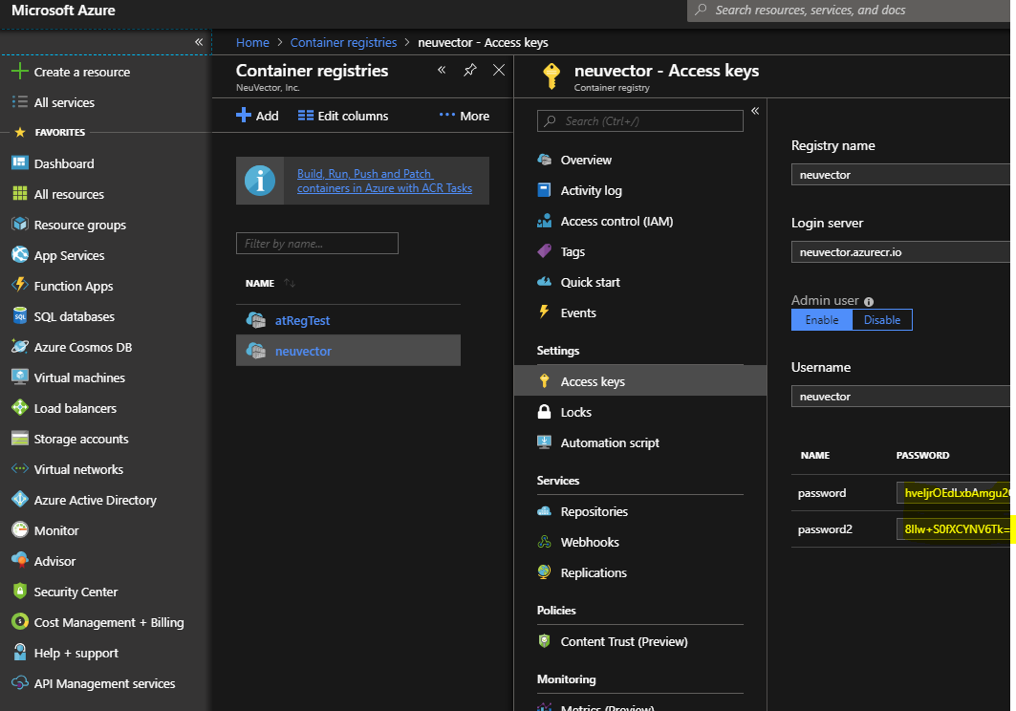 Microsoft Azure
Search resources, services, and docs
«
Create a resource
All services
FAVORITES
Dashboard
All resources
Resource groups
App Services
Function Apps
SQL databases
Azure Cosmos DB
Virtual machines
Load balancers
Storage accounts
Virtual networks
Azure Active Directory
Monitor
Advisor
Security Center
Cost Management + Billing
Help + support
API Management services
Home > Container registries > neuvector - Access keys
Container registries
NeuVector, Inc.
Add Edit columns ··· More
Build, Run, Push and Patch
containers in Azure with ACR Tasks
Filter by name...
NAME
atRegTest
neuvector
neuvector - Access keys
Container registry
Search (Ctrl+/)
Overview
Activity log
Access control (IAM)
Tags
Quick start
Events
Settings
Access keys
Locks
Automation script
Services
Repositories
Webhooks
Replications
Policies
Content Trust (Preview)
Monitoring
Metrics (Preview)
Registry name
neuvector
Login server
neuvector.azurecr.io
Admin user
Enable Disable
Username
neuvector
NAME PASSWORD
password
password2